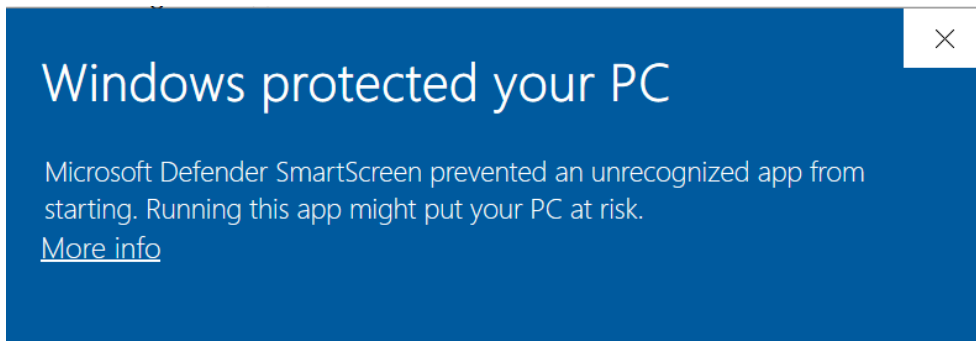 Windows protected your PC
Microsoft Defender SmartScreen prevented an unrecognized app from
starting. Running this app might put your PC at risk.
More info